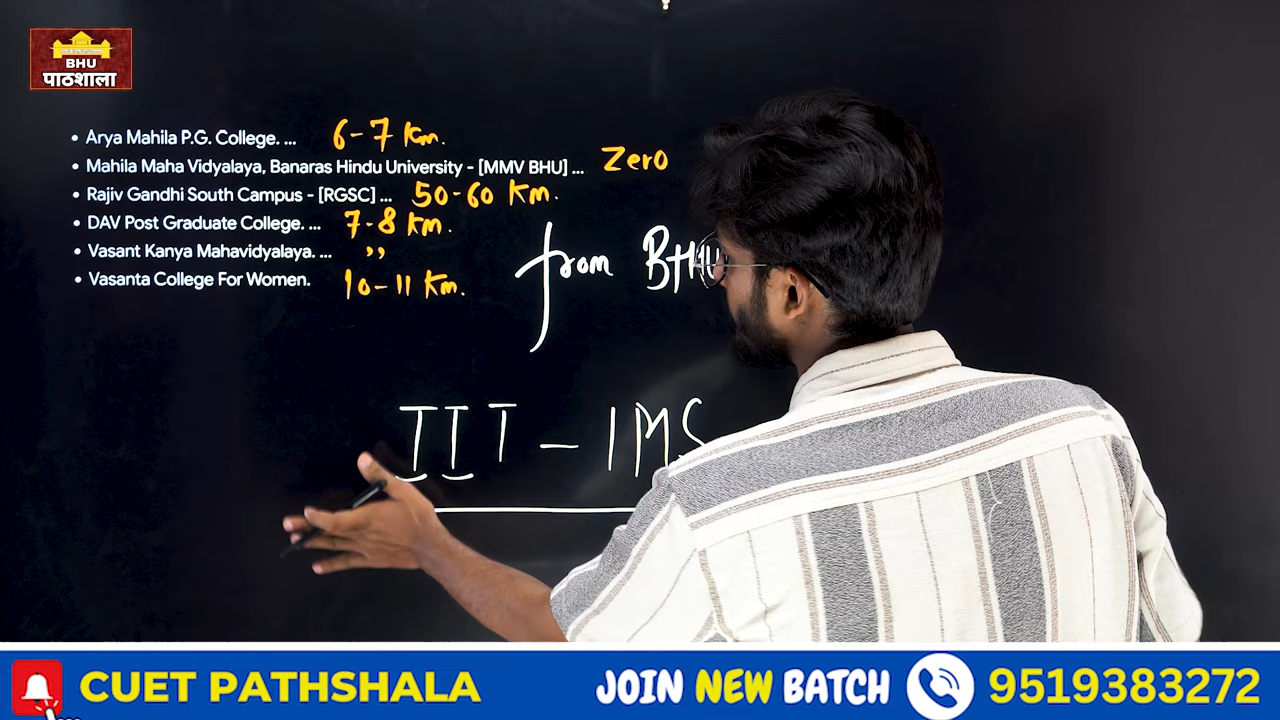 BHU
पाठशाला
• Arya Mahila P.G. College. ... 6-7 Km.
• Mahila Maha Vidyalaya, Banaras Hindu University - [MMV BHU] ... Zero
• Rajiv Gandhi South Campus - [RGSC] ... 50-60 Km.
• DAV Post Graduate College. ... 7-8 Km.
• Vasant Kanya Mahavidyalaya. ... ,,
• Vasanta College For Women. 10-11 Km.
from BHU
IIT - IMS
CUET PATHSHALA JOIN NEW BATCH 9519383272